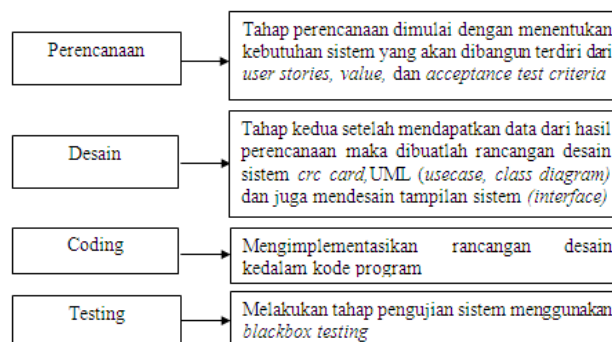 Perencanaan
Tahap perencanaan dimulai dengan menentukan
kebutuhan sistem yang akan dibangun terdiri dari
user stories, value, dan acceptance test criteria
Desain
Tahap kedua setelah mendapatkan data dari hasil
perencanaan maka dibuatlah rancangan desain
sistem crc card,UML (usecase, class diagram)
dan juga mendesain tampilan sistem (interface)
Coding
Mengimplementasikan rancangan desain
kedalam kode program
Testing
Melakukan tahap pengujian sistem menggunakan
blackbox testing